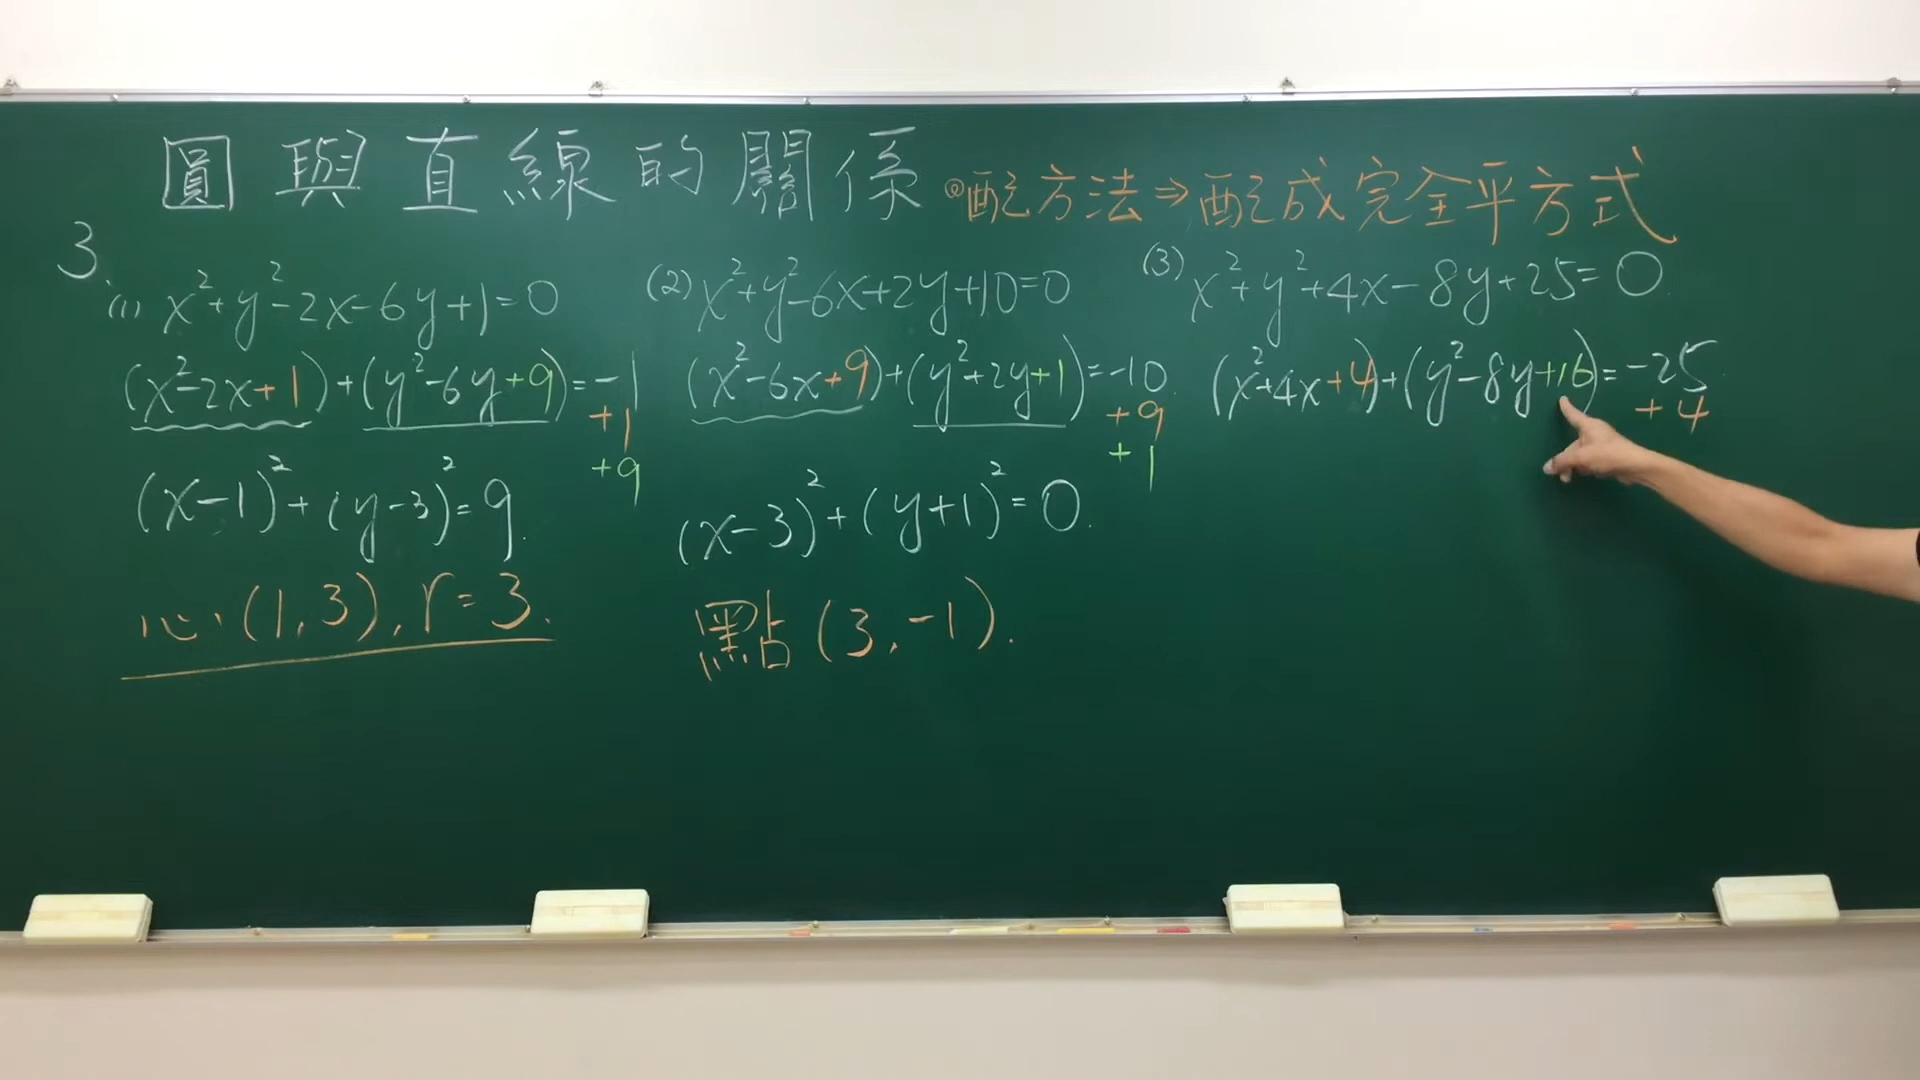 圓與直線的關係 ◎配方法⇒配成完全平方式
3.
(1) x²+y²-2x-6y+1=0
(x²-2x+1)+(y²-6y+9)=-1
+1
+9
(x-1)²+(y-3)²=9.
心:(1,3), r=3.
(2) x²+y²-6x+2y+10=0
(x²-6x+9)+(y²+2y+1)=-10
+9
+1
(x-3)²+(y+1)²=0.
點(3,-1).
(3) x²+y²+4x-8y+25=0.
(x²+4x+4)+(y²-8y+16)=-25
+4